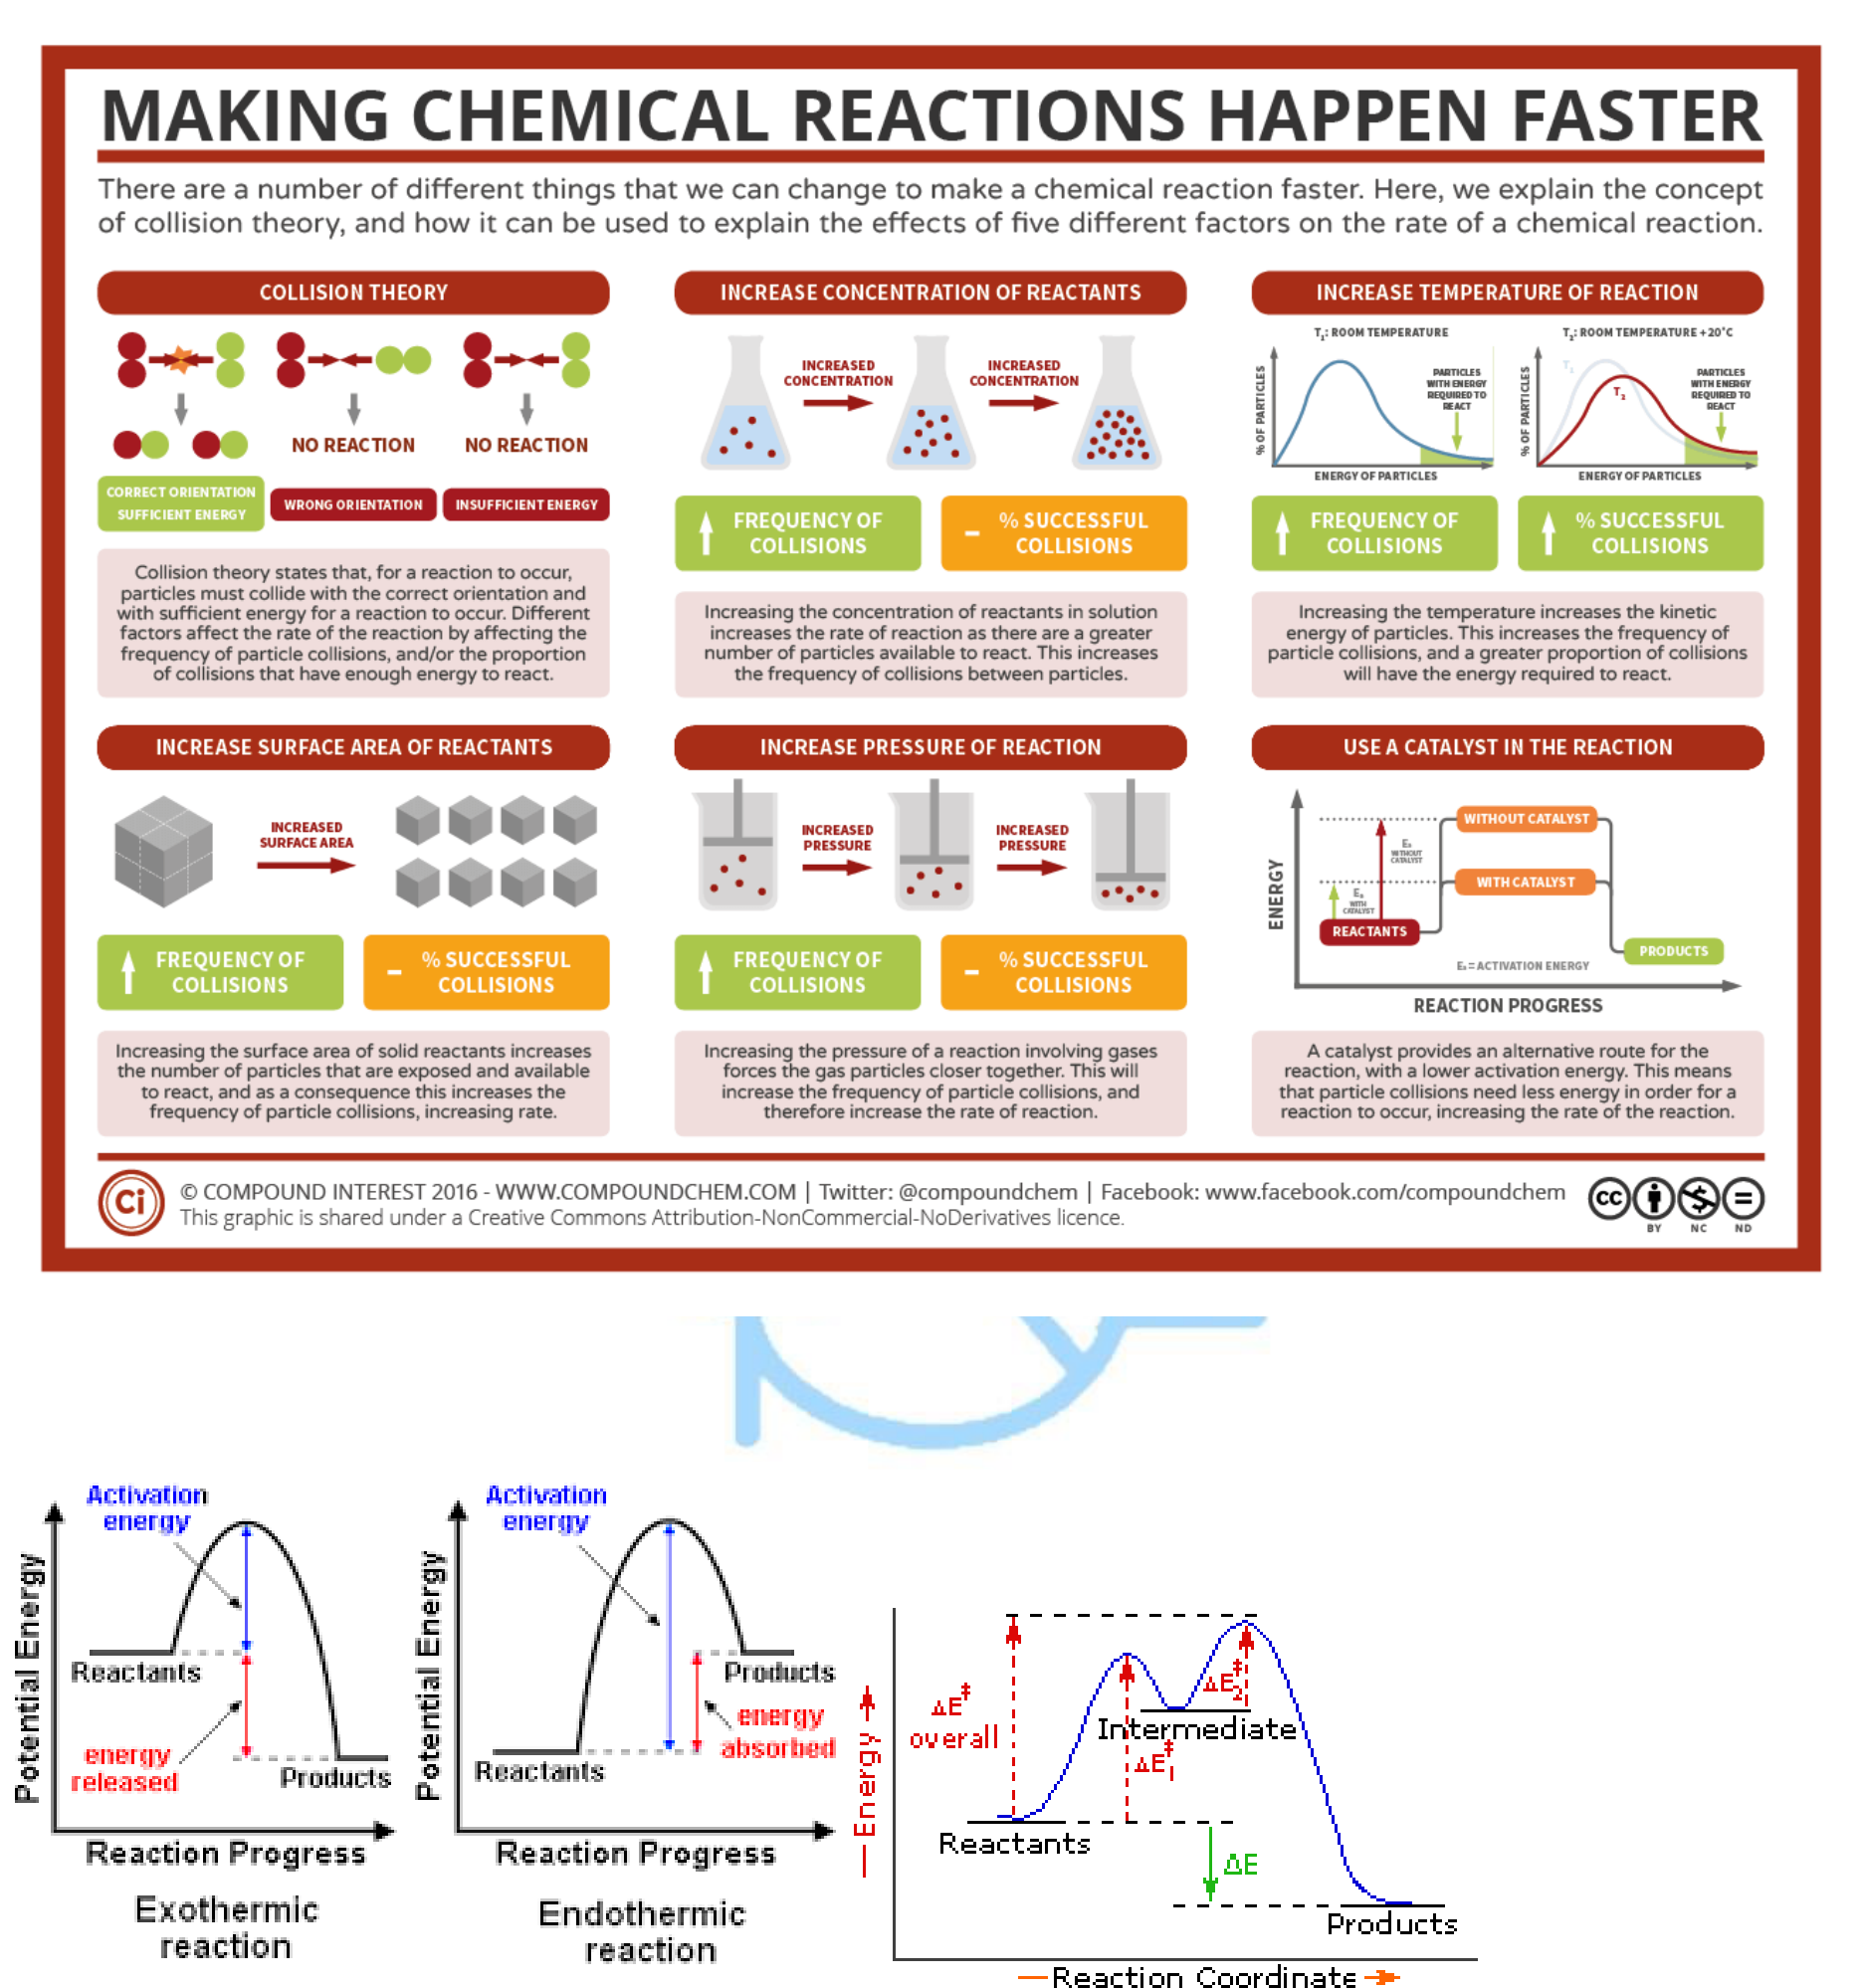 MAKING CHEMICAL REACTIONS HAPPEN FASTER
There are a number of different things that we can change to make a chemical reaction faster. Here, we explain the concept
of collision theory, and how it can be used to explain the effects of five different factors on the rate of a chemical reaction.
COLLISION THEORY
NO REACTION
NO REACTION
CORRECT ORIENTATION
SUFFICIENT ENERGY
WRONG ORIENTATION
INSUFFICIENT ENERGY
Collision theory states that, for a reaction to occur,
particles must collide with the correct orientation and
with sufficient energy for a reaction to occur. Different
factors affect the rate of the reaction by affecting the
frequency of particle collisions, and/or the proportion
of collisions that have enough energy to react.
INCREASE CONCENTRATION OF REACTANTS
INCREASED
CONCENTRATION
INCREASED
CONCENTRATION
FREQUENCY OF
COLLISIONS
– % SUCCESSFUL
COLLISIONS
Increasing the concentration of reactants in solution
increases the rate of reaction as there are a greater
number of particles available to react. This increases
the frequency of collisions between particles.
INCREASE TEMPERATURE OF REACTION
T₁: ROOM TEMPERATURE
% OF PARTICLES
PARTICLES
WITH ENERGY
REQUIRED TO
REACT
ENERGY OF PARTICLES
T₂: ROOM TEMPERATURE +20°C
% OF PARTICLES
T₁
T₂
PARTICLES
WITH ENERGY
REQUIRED TO
REACT
ENERGY OF PARTICLES
FREQUENCY OF
COLLISIONS
% SUCCESSFUL
COLLISIONS
Increasing the temperature increases the kinetic
energy of particles. This increases the frequency of
particle collisions, and a greater proportion of collisions
will have the energy required to react.
INCREASE SURFACE AREA OF REACTANTS
INCREASED
SURFACE AREA
FREQUENCY OF
COLLISIONS
– % SUCCESSFUL
COLLISIONS
Increasing the surface area of solid reactants increases
the number of particles that are exposed and available
to react, and as a consequence this increases the
frequency of particle collisions, increasing rate.
INCREASE PRESSURE OF REACTION
INCREASED
PRESSURE
INCREASED
PRESSURE
FREQUENCY OF
COLLISIONS
– % SUCCESSFUL
COLLISIONS
Increasing the pressure of a reaction involving gases
forces the gas particles closer together. This will
increase the frequency of particle collisions, and
therefore increase the rate of reaction.
USE A CATALYST IN THE REACTION
ENERGY
WITHOUT CATALYST
Eₐ
WITHOUT
CATALYST
WITH CATALYST
Eₐ
WITH
CATALYST
REACTANTS
PRODUCTS
Eₐ = ACTIVATION ENERGY
REACTION PROGRESS
A catalyst provides an alternative route for the
reaction, with a lower activation energy. This means
that particle collisions need less energy in order for a
reaction to occur, increasing the rate of the reaction.
Ci
© COMPOUND INTEREST 2016 - WWW.COMPOUNDCHEM.COM | Twitter: @compoundchem | Facebook: www.facebook.com/compoundchem
This graphic is shared under a Creative Commons Attribution-NonCommercial-NoDerivatives licence.
cc
BY NC ND
Potential Energy
Activation
energy
Reactants
energy
released
Products
Reaction Progress
Exothermic
reaction
Potential Energy
Activation
energy
Products
energy
absorbed
Reactants
Reaction Progress
Endothermic
reaction
Energy
ΔE‡
overall
ΔE₂‡
Intermediate
ΔE₁‡
Reactants
ΔE
Products
Reaction Coordinate